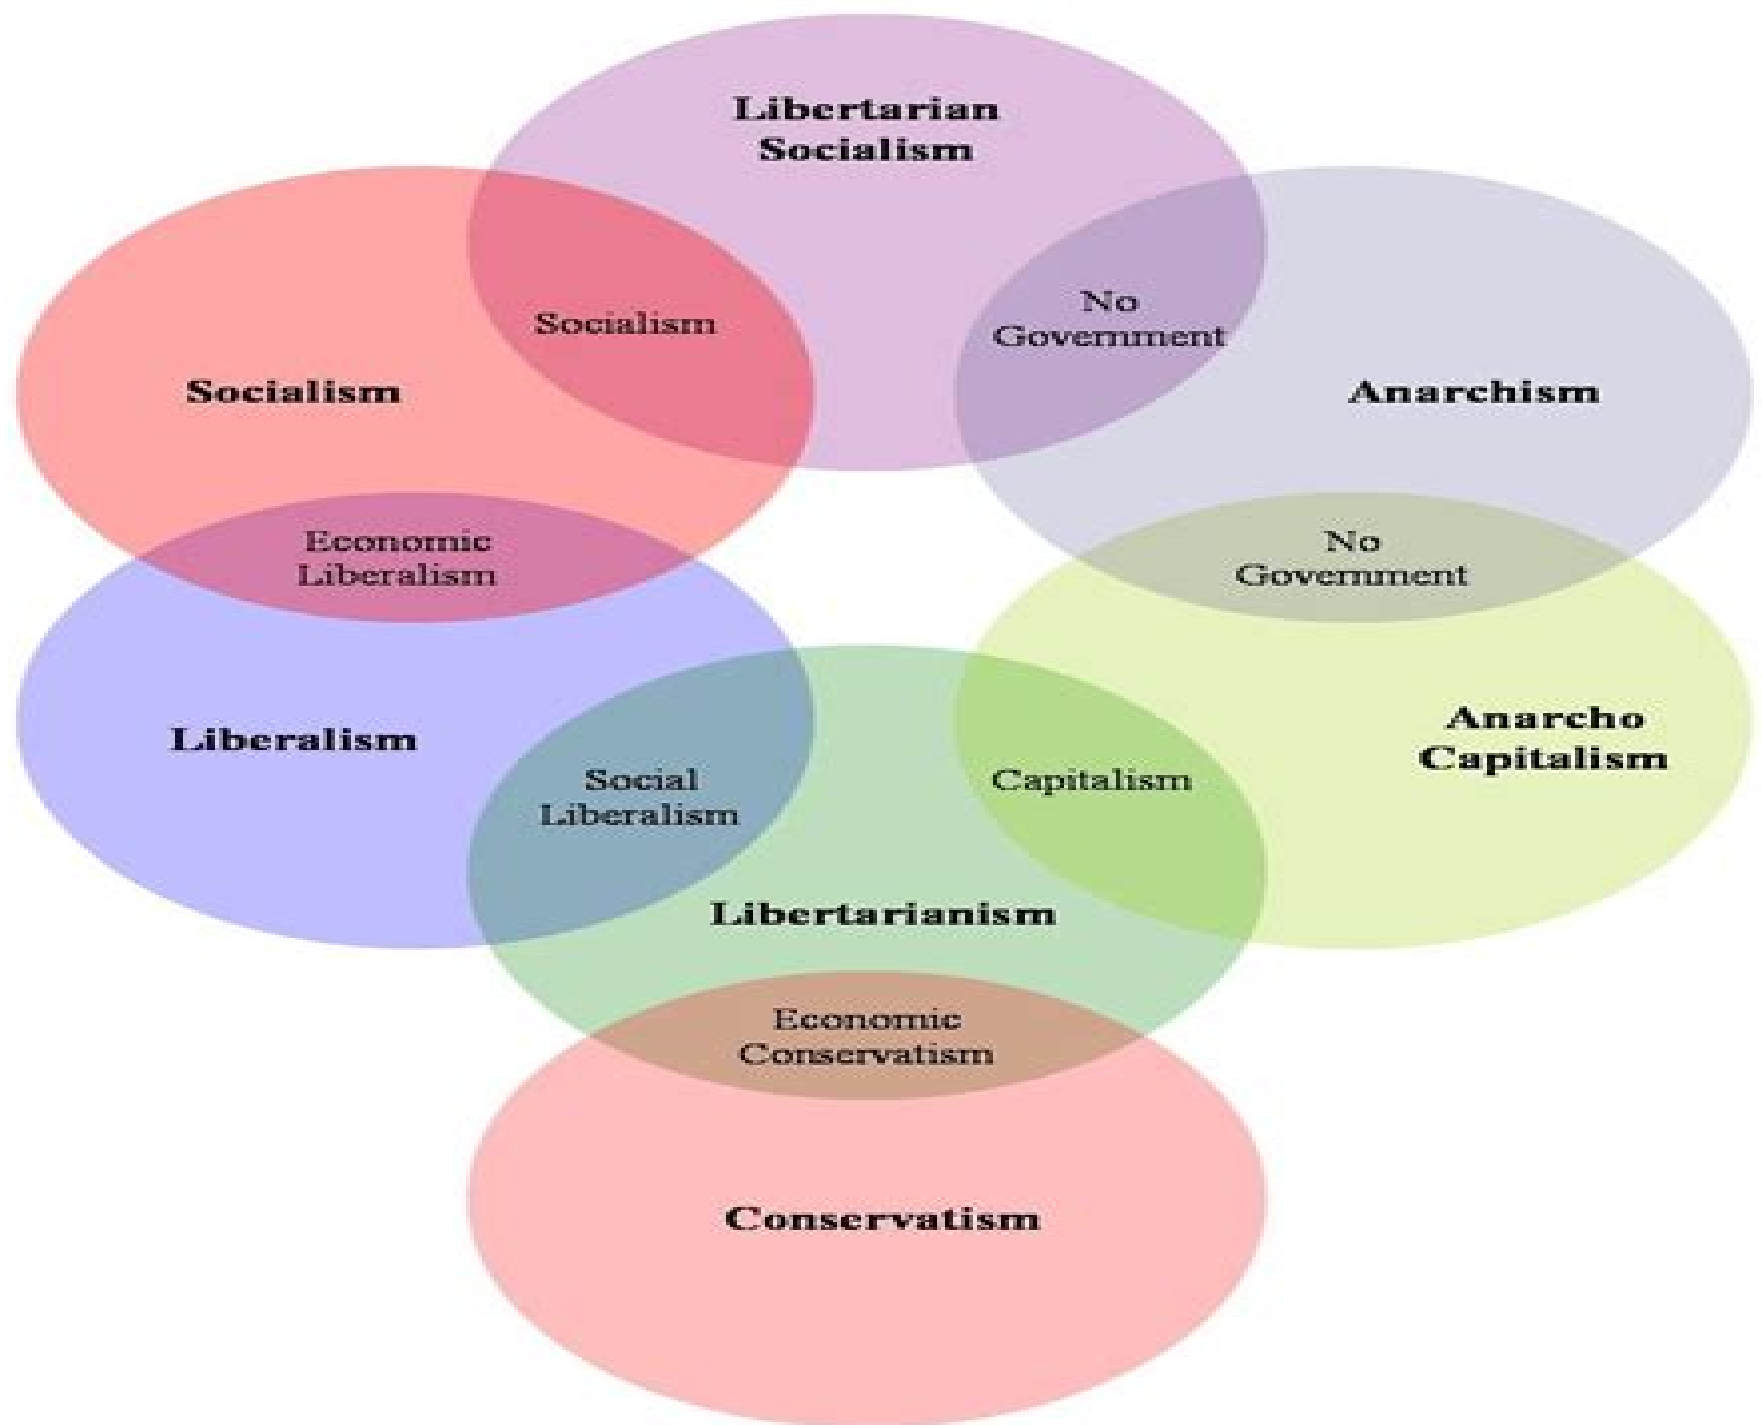 Libertarian
Socialism
Socialism
No
Government
Socialism
Anarchism
Economic
Liberalism
No
Government
Liberalism
Anarcho
Capitalism
Social
Liberalism
Capitalism
Libertarianism
Economic
Conservatism
Conservatism